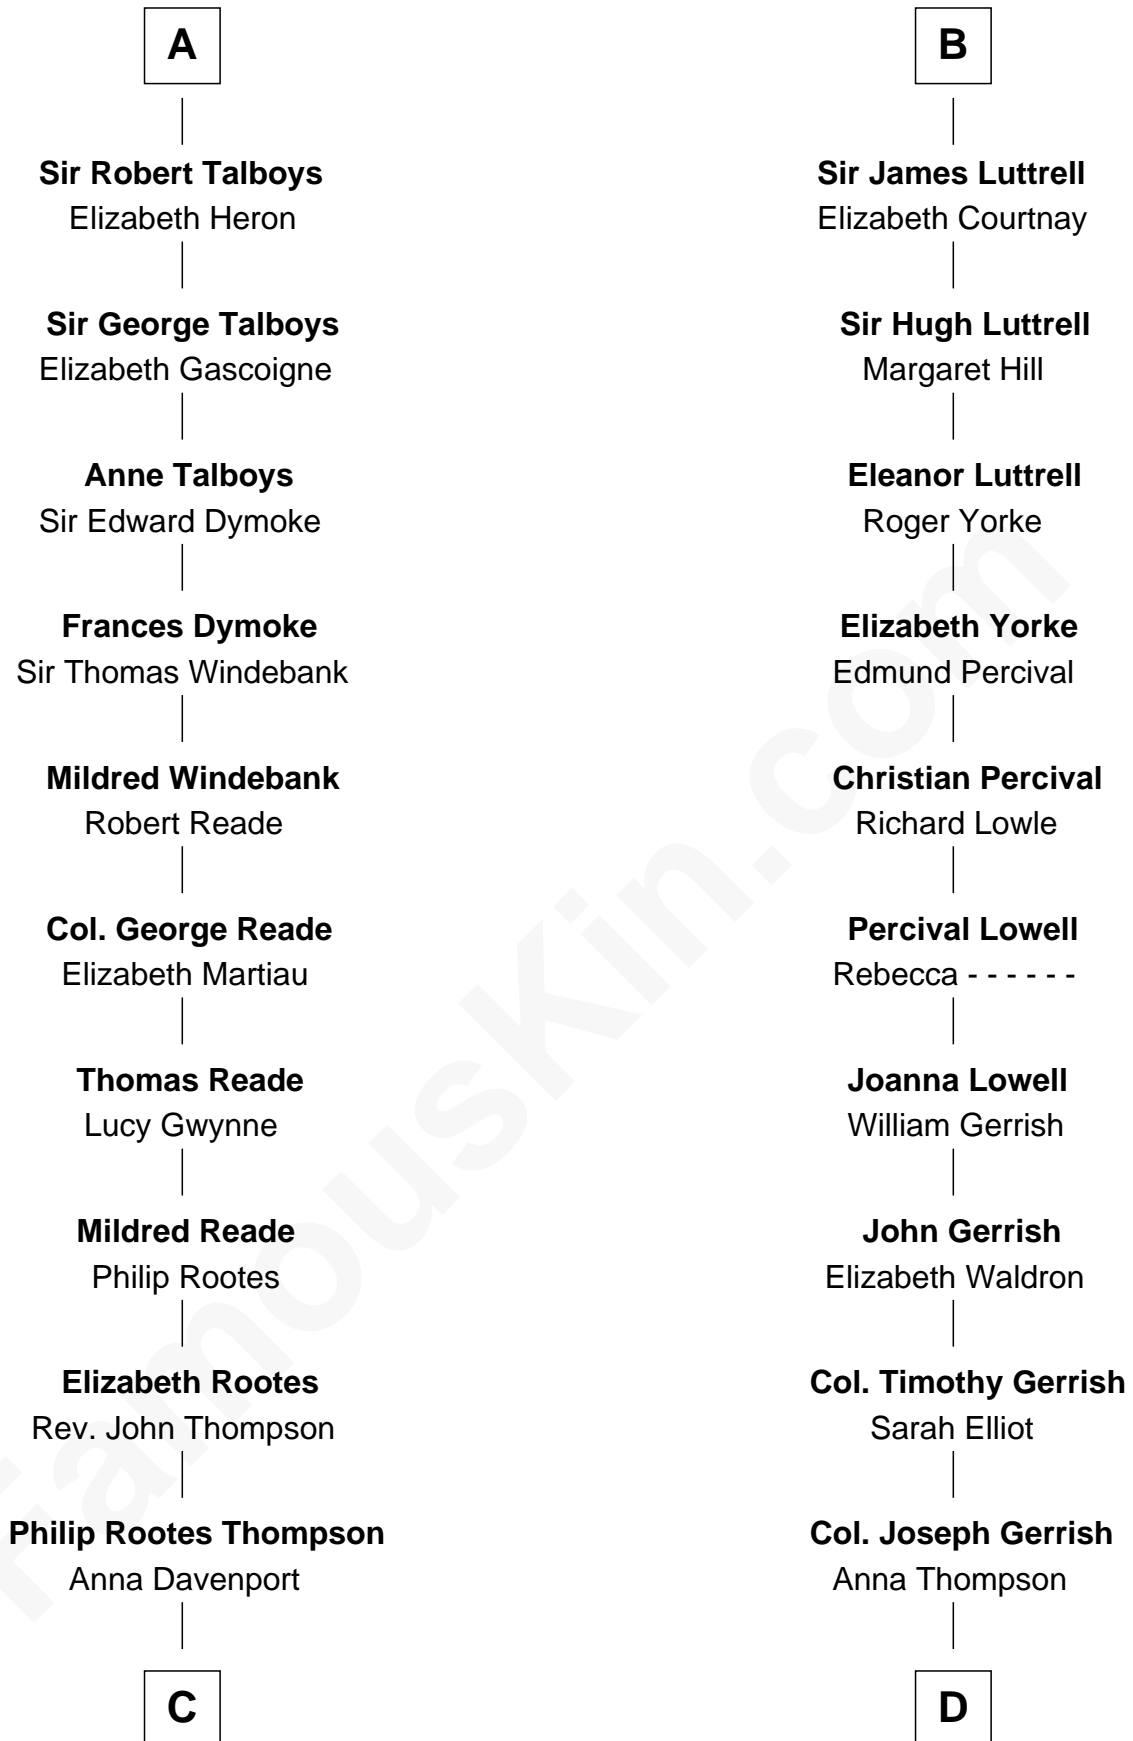 A
Sir Robert Talboys
Elizabeth Heron
Sir George Talboys
Elizabeth Gascoigne
Anne Talboys
Sir Edward Dymoke
Frances Dymoke
Sir Thomas Windebank
Mildred Windebank
Robert Reade
Col. George Reade
Elizabeth Martiau
Thomas Reade
Lucy Gwynne
Mildred Reade
Philip Rootes
Elizabeth Rootes
Rev. John Thompson
Philip Rootes Thompson
Anna Davenport
C
B
Sir James Luttrell
Elizabeth Courtnay
Sir Hugh Luttrell
Margaret Hill
Eleanor Luttrell
Roger Yorke
Elizabeth Yorke
Edmund Percival
Christian Percival
Richard Lowle
Percival Lowell
Rebecca - - - - - -
Joanna Lowell
William Gerrish
John Gerrish
Elizabeth Waldron
Col. Timothy Gerrish
Sarah Elliot
Col. Joseph Gerrish
Anna Thompson
D
FamousKin.com